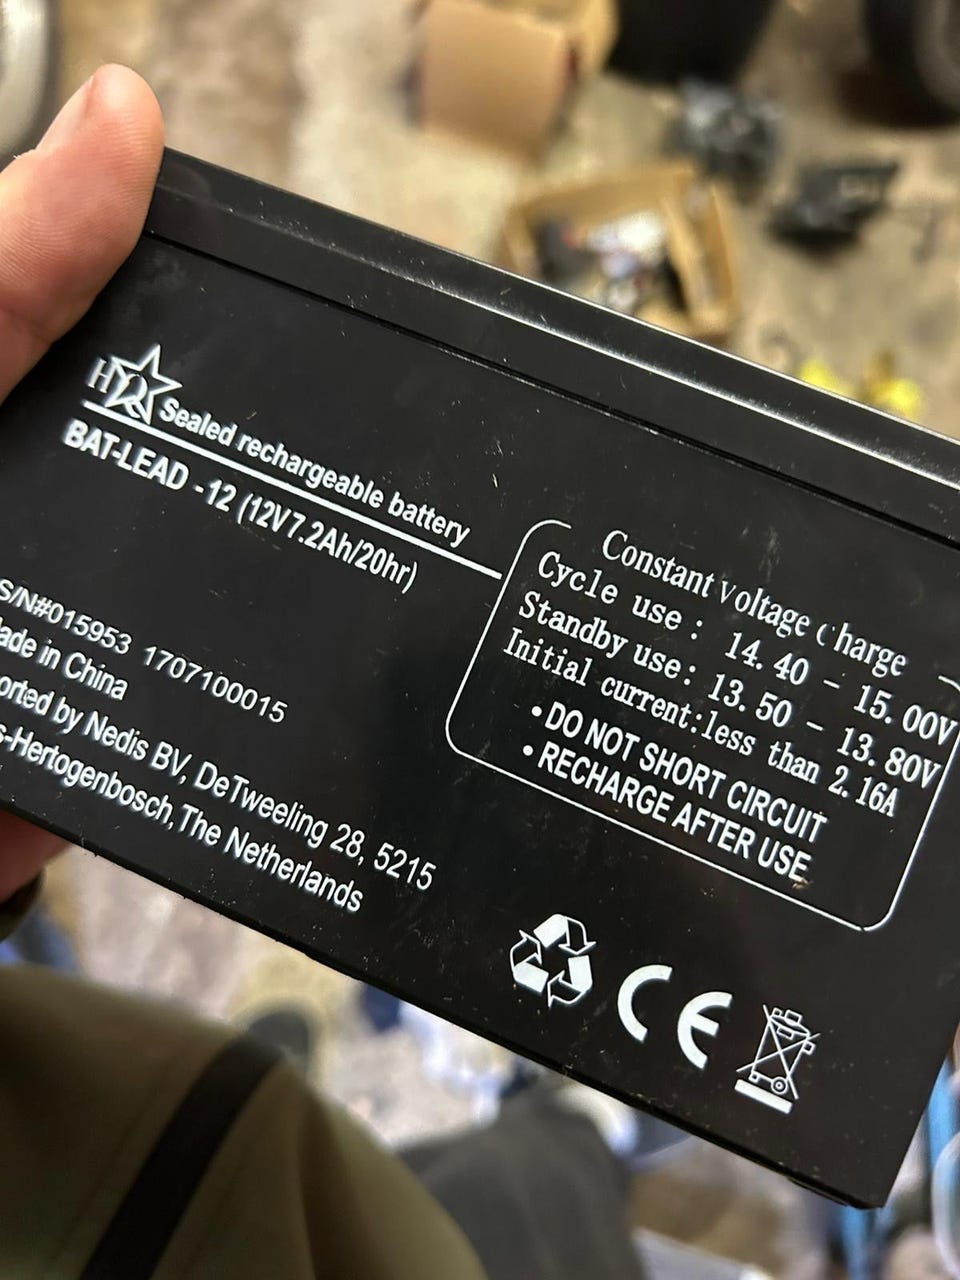 HQ
Sealed rechargeable battery
BAT-LEAD - 12 (12V7.2Ah/20hr)
S/N#015953 1707100015
ade in China
orted by Nedis BV, DeTweeling 28, 5215
s-Hertogenbosch, The Netherlands
Constant voltage charge
Cycle use: 14.40 - 15.00V
Standby use: 13.50 - 13.80V
Initial current:less than 2.16A
• DO NOT SHORT CIRCUIT
• RECHARGE AFTER USE
CE